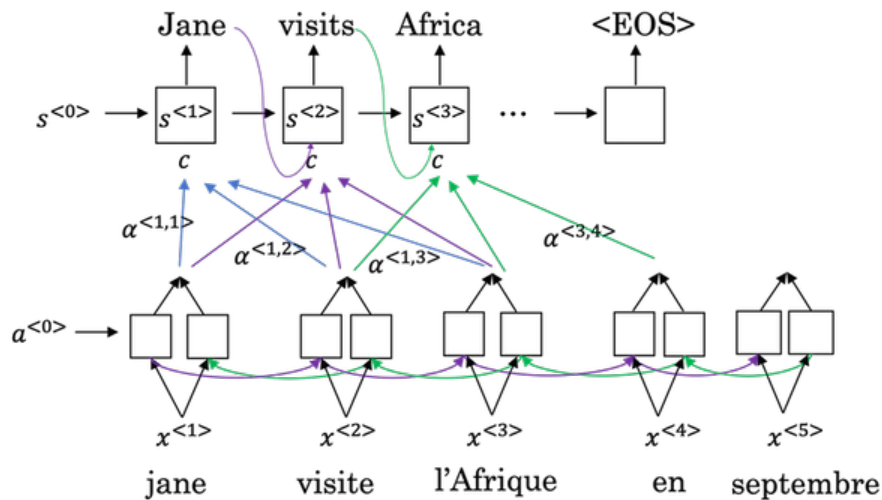 Jane visits Africa <EOS>
s^<0> s^<1> s^<2> s^<3> ...
c c c
α^<1,1> α^<1,2> α^<1,3> α^<3,4>
a^<0>
x^<1> x^<2> x^<3> x^<4> x^<5>
jane visite l'Afrique en septembre